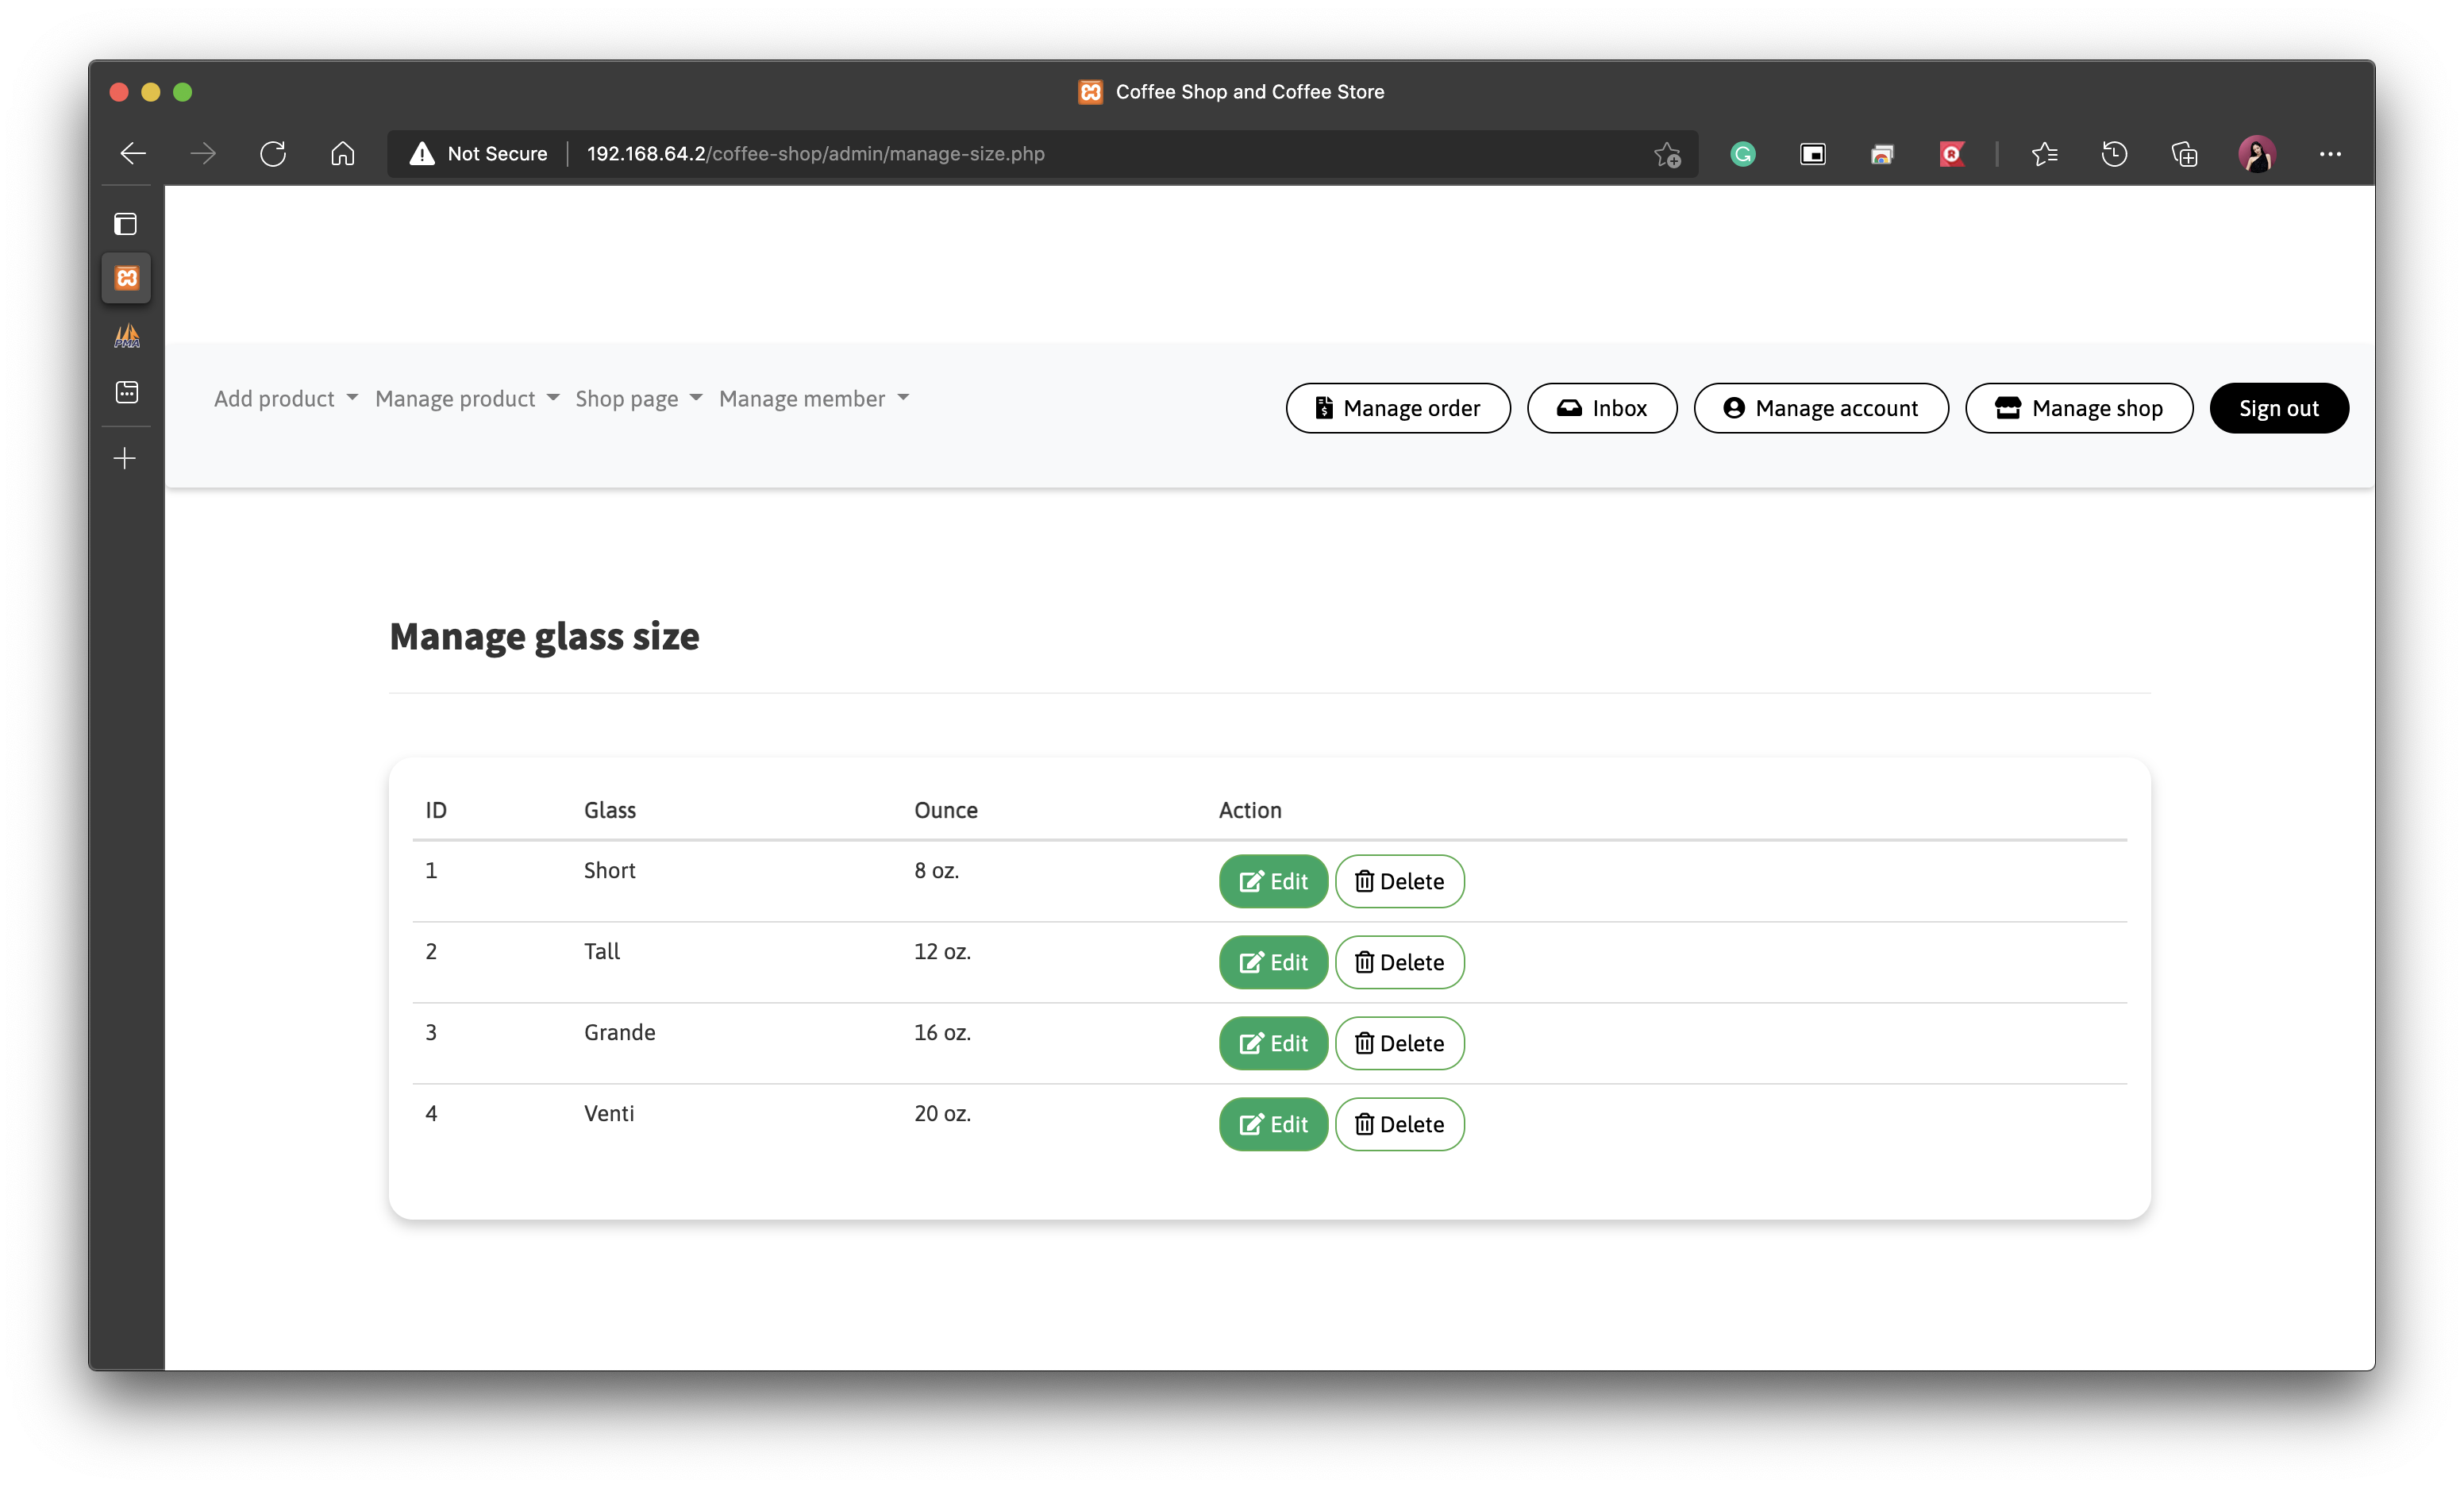 Coffee Shop and Coffee Store
Not Secure 192.168.64.2/coffee-shop/admin/manage-size.php
PMA
Add product Manage product Shop page Manage member Manage order Inbox Manage account Manage shop Sign out
Manage glass size
ID Glass Ounce Action
1 Short 8 oz. Edit Delete
2 Tall 12 oz. Edit Delete
3 Grande 16 oz. Edit Delete
4 Venti 20 oz. Edit Delete